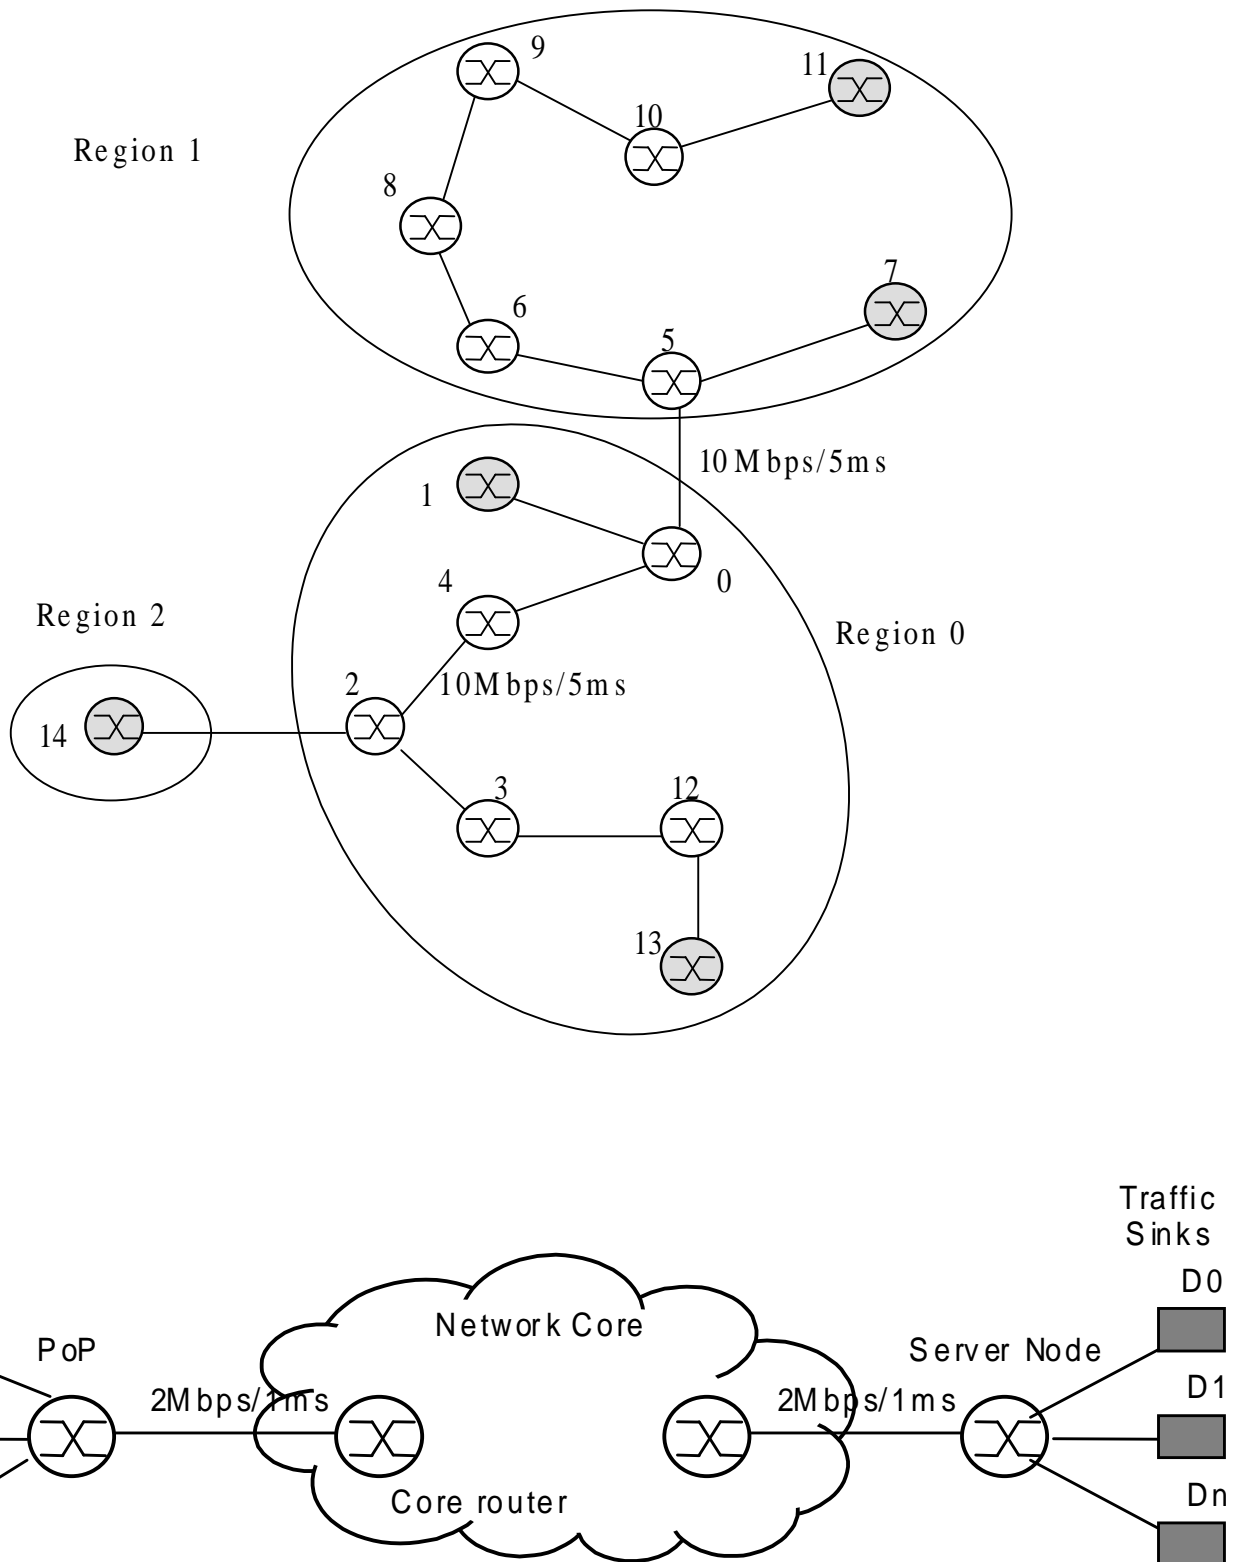 9
11
10
Region 1
8
7
6
5
10Mbps/5ms
1
4
0
Region 2
Region 0
2
10Mbps/5ms
14
3
12
13
Traffic
Sinks
D0
Network Core
PoP
Server Node
2Mbps/1ms
2Mbps/1ms
D1
Core router
Dn